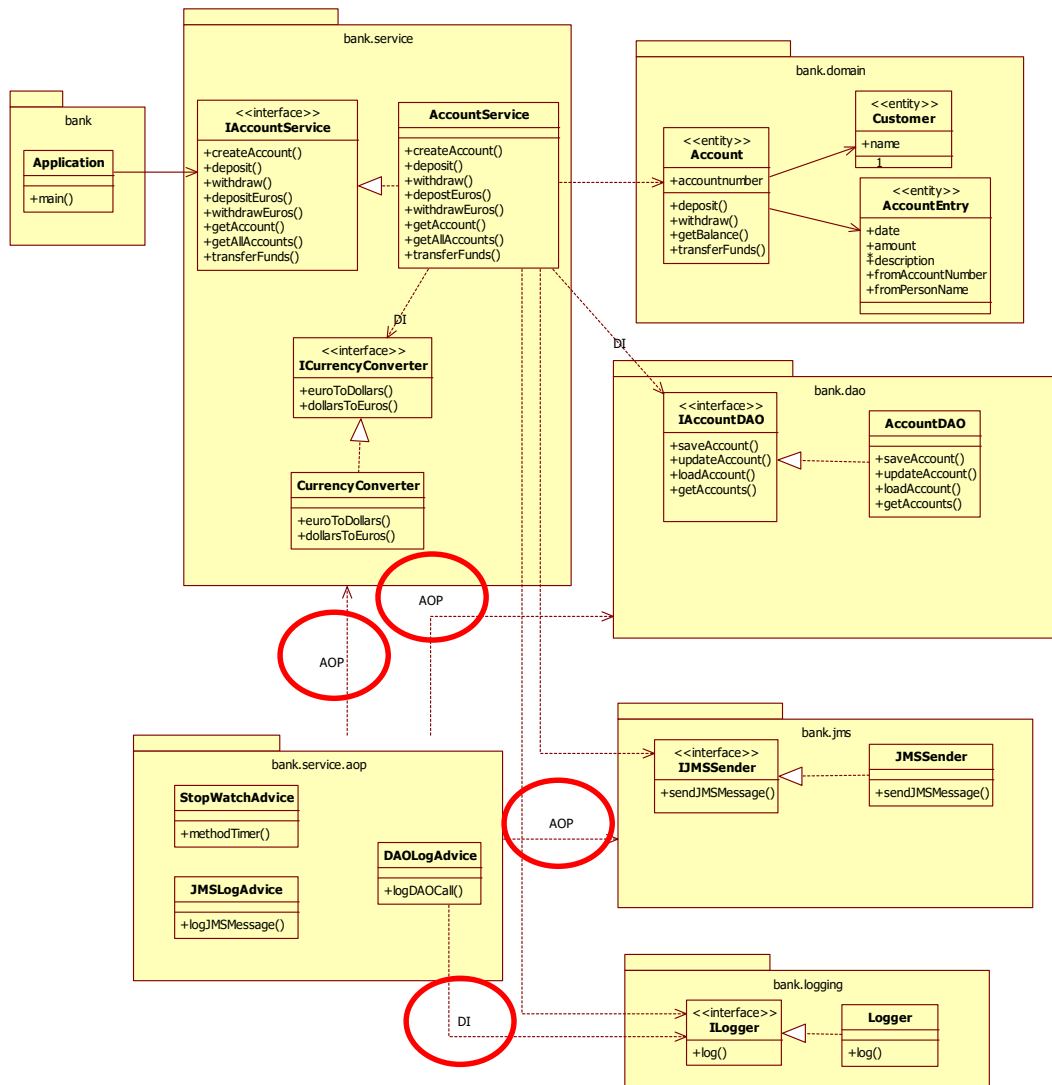 bank
Application
+main()
bank.service
<<interface>>
IAccountService
+createAccount()
+deposit()
+withdraw()
+depositEuros()
+withdrawEuros()
+getAccount()
+getAllAccounts()
+transferFunds()
AccountService
+createAccount()
+deposit()
+withdraw()
+depostEuros()
+withdrawEuros()
+getAccount()
+getAllAccounts()
+transferFunds()
DI
<<interface>>
ICurrencyConverter
+euroToDollars()
+dollarsToEuros()
CurrencyConverter
+euroToDollars()
+dollarsToEuros()
bank.domain
<<entity>>
Account
+accountnumber
+deposit()
+withdraw()
+getBalance()
+transferFunds()
<<entity>>
Customer
+name
1
<<entity>>
AccountEntry
+date
+amount
*
+description
+fromAccountNumber
+fromPersonName
DI
bank.dao
<<interface>>
IAccountDAO
+saveAccount()
+updateAccount()
+loadAccount()
+getAccounts()
AccountDAO
+saveAccount()
+updateAccount()
+loadAccount()
+getAccounts()
AOP
AOP
bank.service.aop
StopWatchAdvice
+methodTimer()
JMSLogAdvice
+logJMSMessage()
DAOLogAdvice
+logDAOCall()
AOP
bank.jms
<<interface>>
IJMSSender
+sendJMSMessage()
JMSSender
+sendJMSMessage()
DI
bank.logging
<<interface>>
ILogger
+log()
Logger
+log()